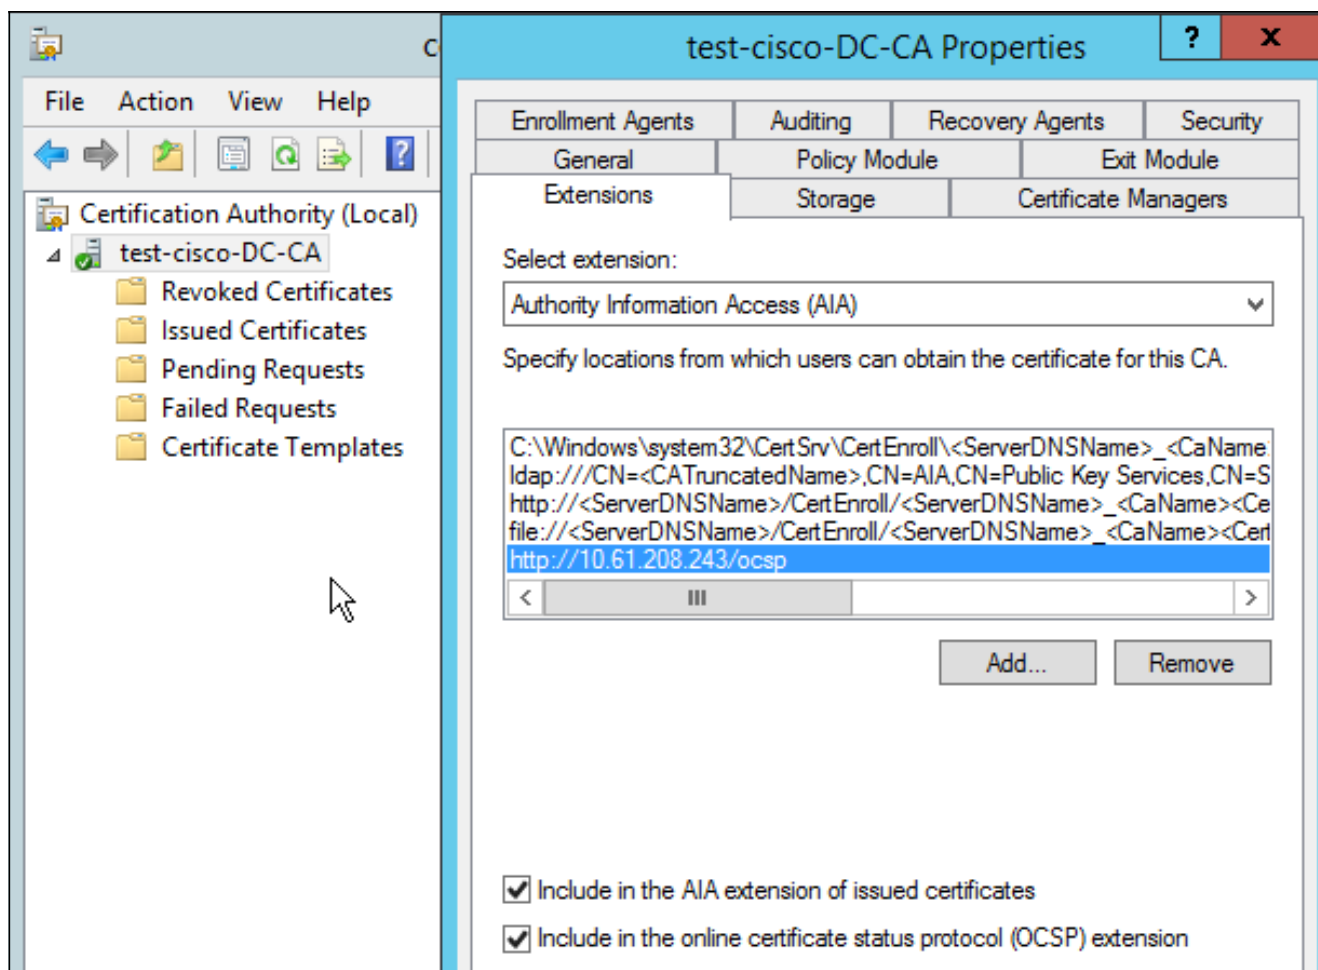 C
test-cisco-DC-CA Properties
?
x
File Action View Help
?
Certification Authority (Local)
test-cisco-DC-CA
Revoked Certificates
Issued Certificates
Pending Requests
Failed Requests
Certificate Templates
Enrollment Agents Auditing Recovery Agents Security
General Policy Module Exit Module
Extensions Storage Certificate Managers
Select extension:
Authority Information Access (AIA)
Specify locations from which users can obtain the certificate for this CA.
C:\Windows\system32\CertSrv\CertEnroll\<ServerDNSName>_<CaName
ldap:///CN=<CATruncatedName>,CN=AIA,CN=Public Key Services,CN=S
http://<ServerDNSName>/CertEnroll/<ServerDNSName>_<CaName><Ce
file://<ServerDNSName>/CertEnroll/<ServerDNSName>_<CaName><Cert
http://10.61.208.243/ocsp
Add... Remove
Include in the AIA extension of issued certificates
Include in the online certificate status protocol (OCSP) extension